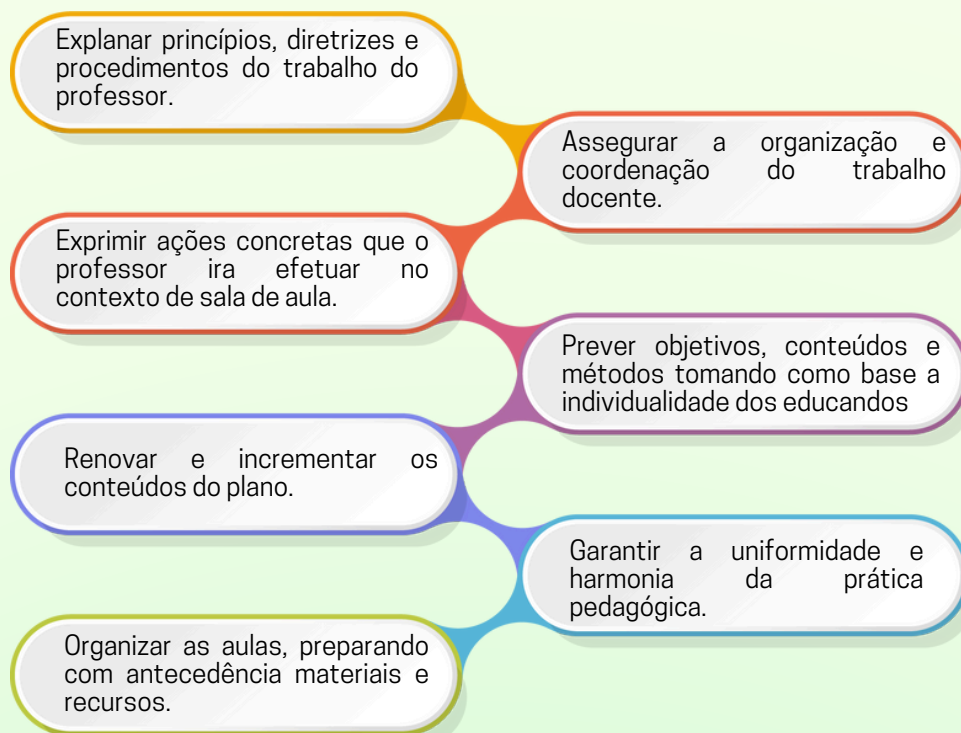 Explanar princípios, diretrizes e
procedimentos do trabalho do
professor.
Assegurar a organização e
coordenação do trabalho
docente.
Exprimir ações concretas que o
professor ira efetuar no
contexto de sala de aula.
Prever objetivos, conteúdos e
métodos tomando como base a
individualidade dos educandos
Renovar e incrementar os
conteúdos do plano.
Garantir a uniformidade e
harmonia da prática
pedagógica.
Organizar as aulas, preparando
com antecedência materiais e
recursos.